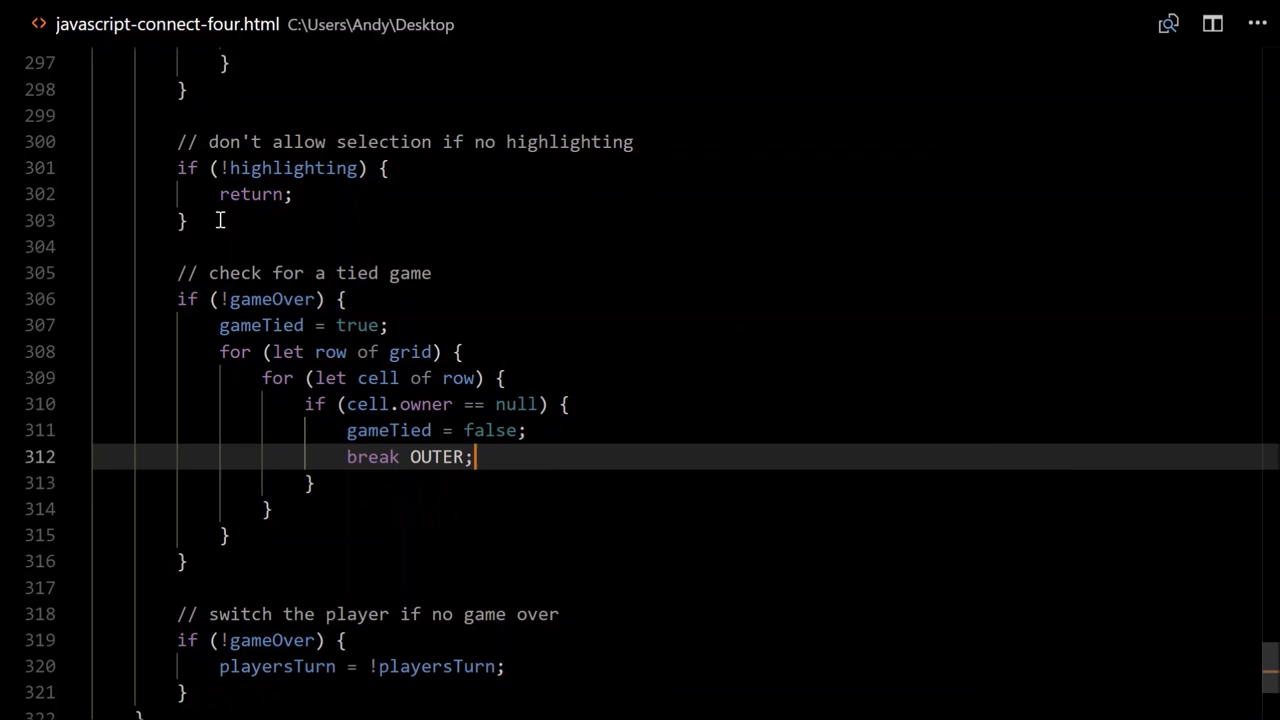 <> javascript-connect-four.html C:\Users\Andy\Desktop
297 }
298 }
299
300 // don't allow selection if no highlighting
301 if (!highlighting) {
302 return;
303 }
304
305 // check for a tied game
306 if (!gameOver) {
307 gameTied = true;
308 for (let row of grid) {
309 for (let cell of row) {
310 if (cell.owner == null) {
311 gameTied = false;
312 break OUTER;
313 }
314 }
315 }
316 }
317
318 // switch the player if no game over
319 if (!gameOver) {
320 playersTurn = !playersTurn;
321 }
322 }